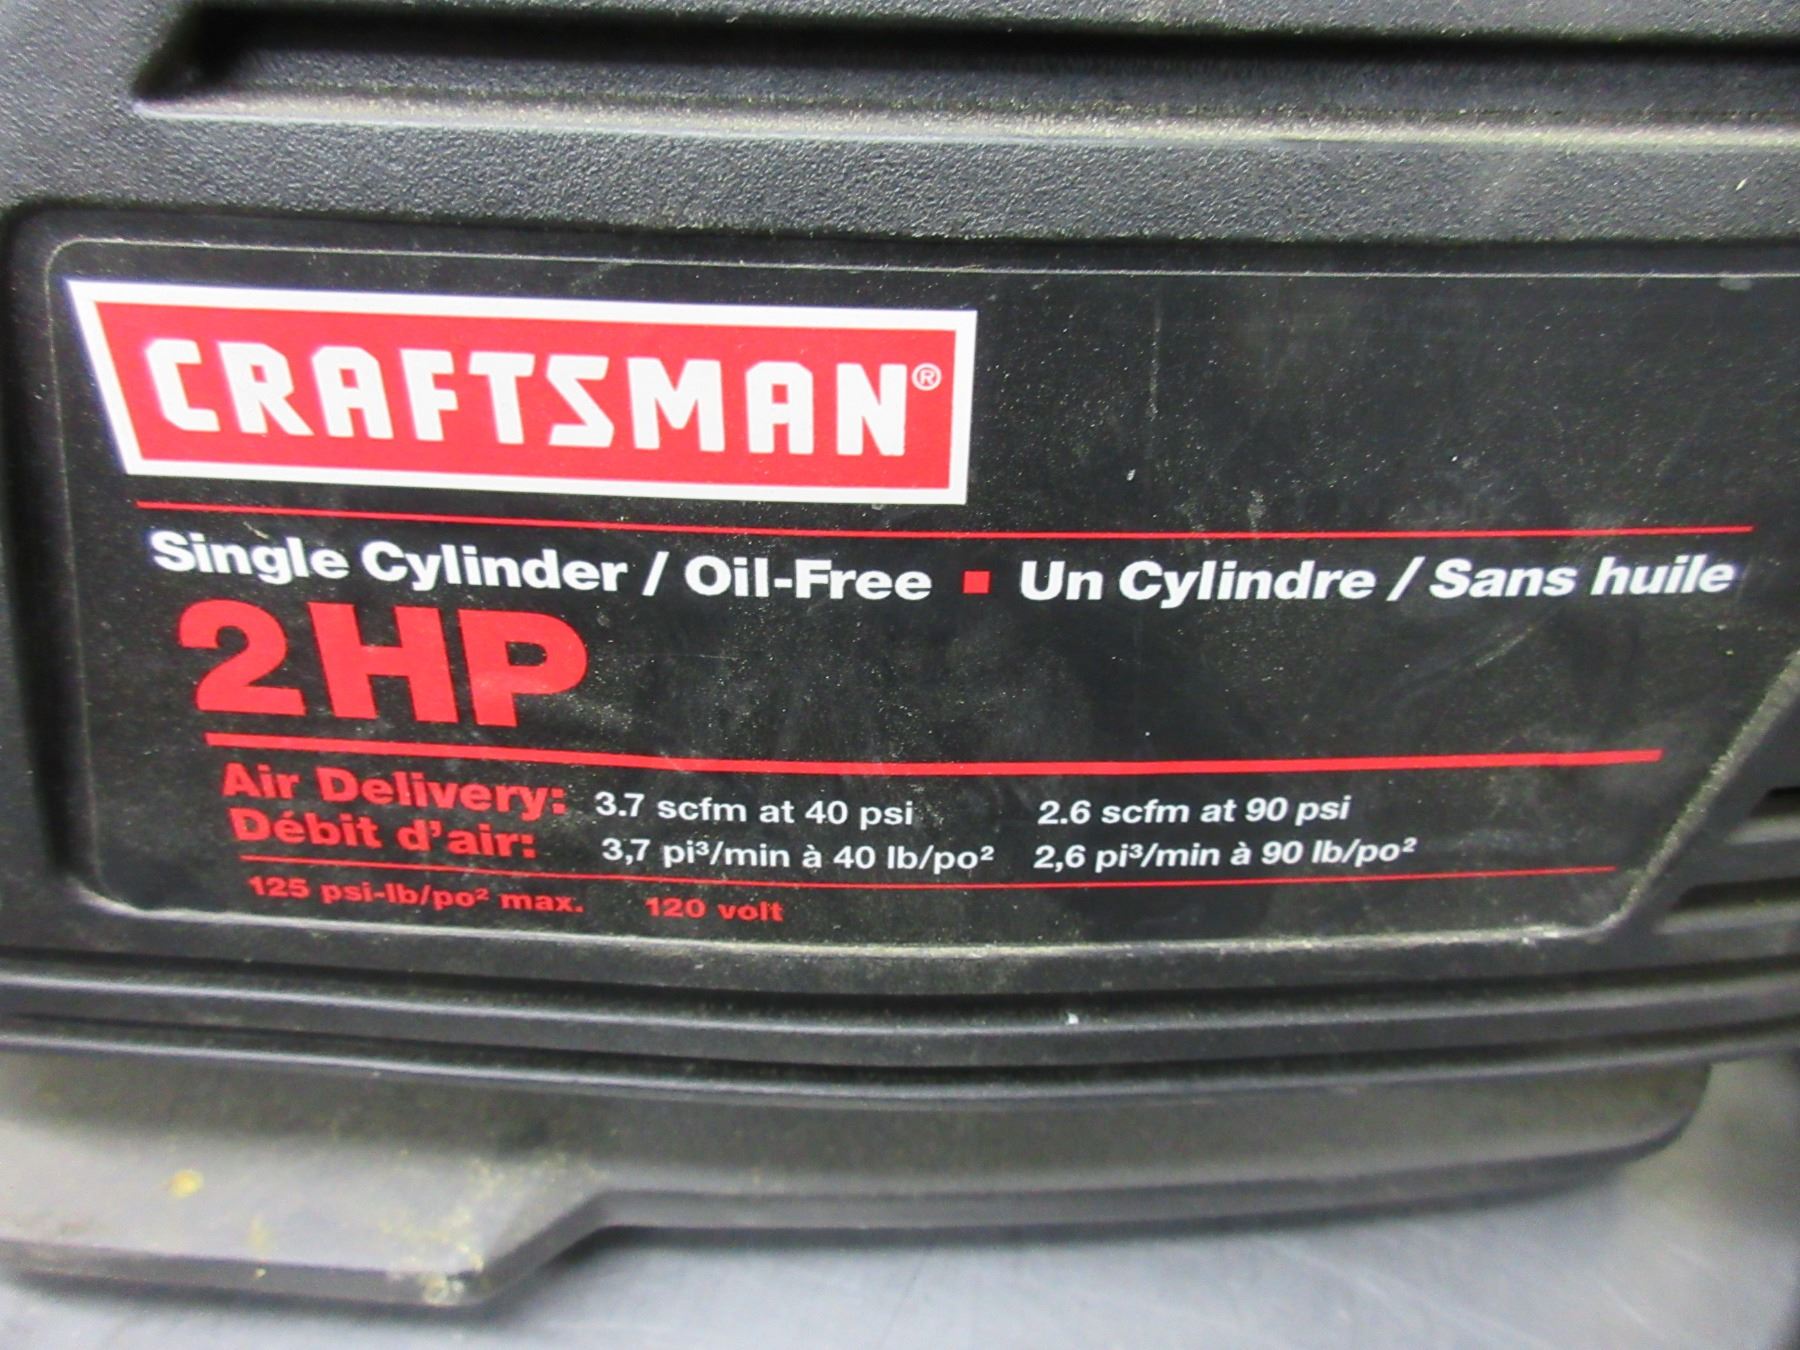 CRAFTSMAN®
Single Cylinder / Oil-Free ■ Un Cylindre / Sans huile
2HP
Air Delivery: 3.7 scfm at 40 psi 2.6 scfm at 90 psi
Débit d'air: 3,7 pi³/min à 40 lb/po² 2,6 pi³/min à 90 lb/po²
125 psi-lb/po² max. 120 volt